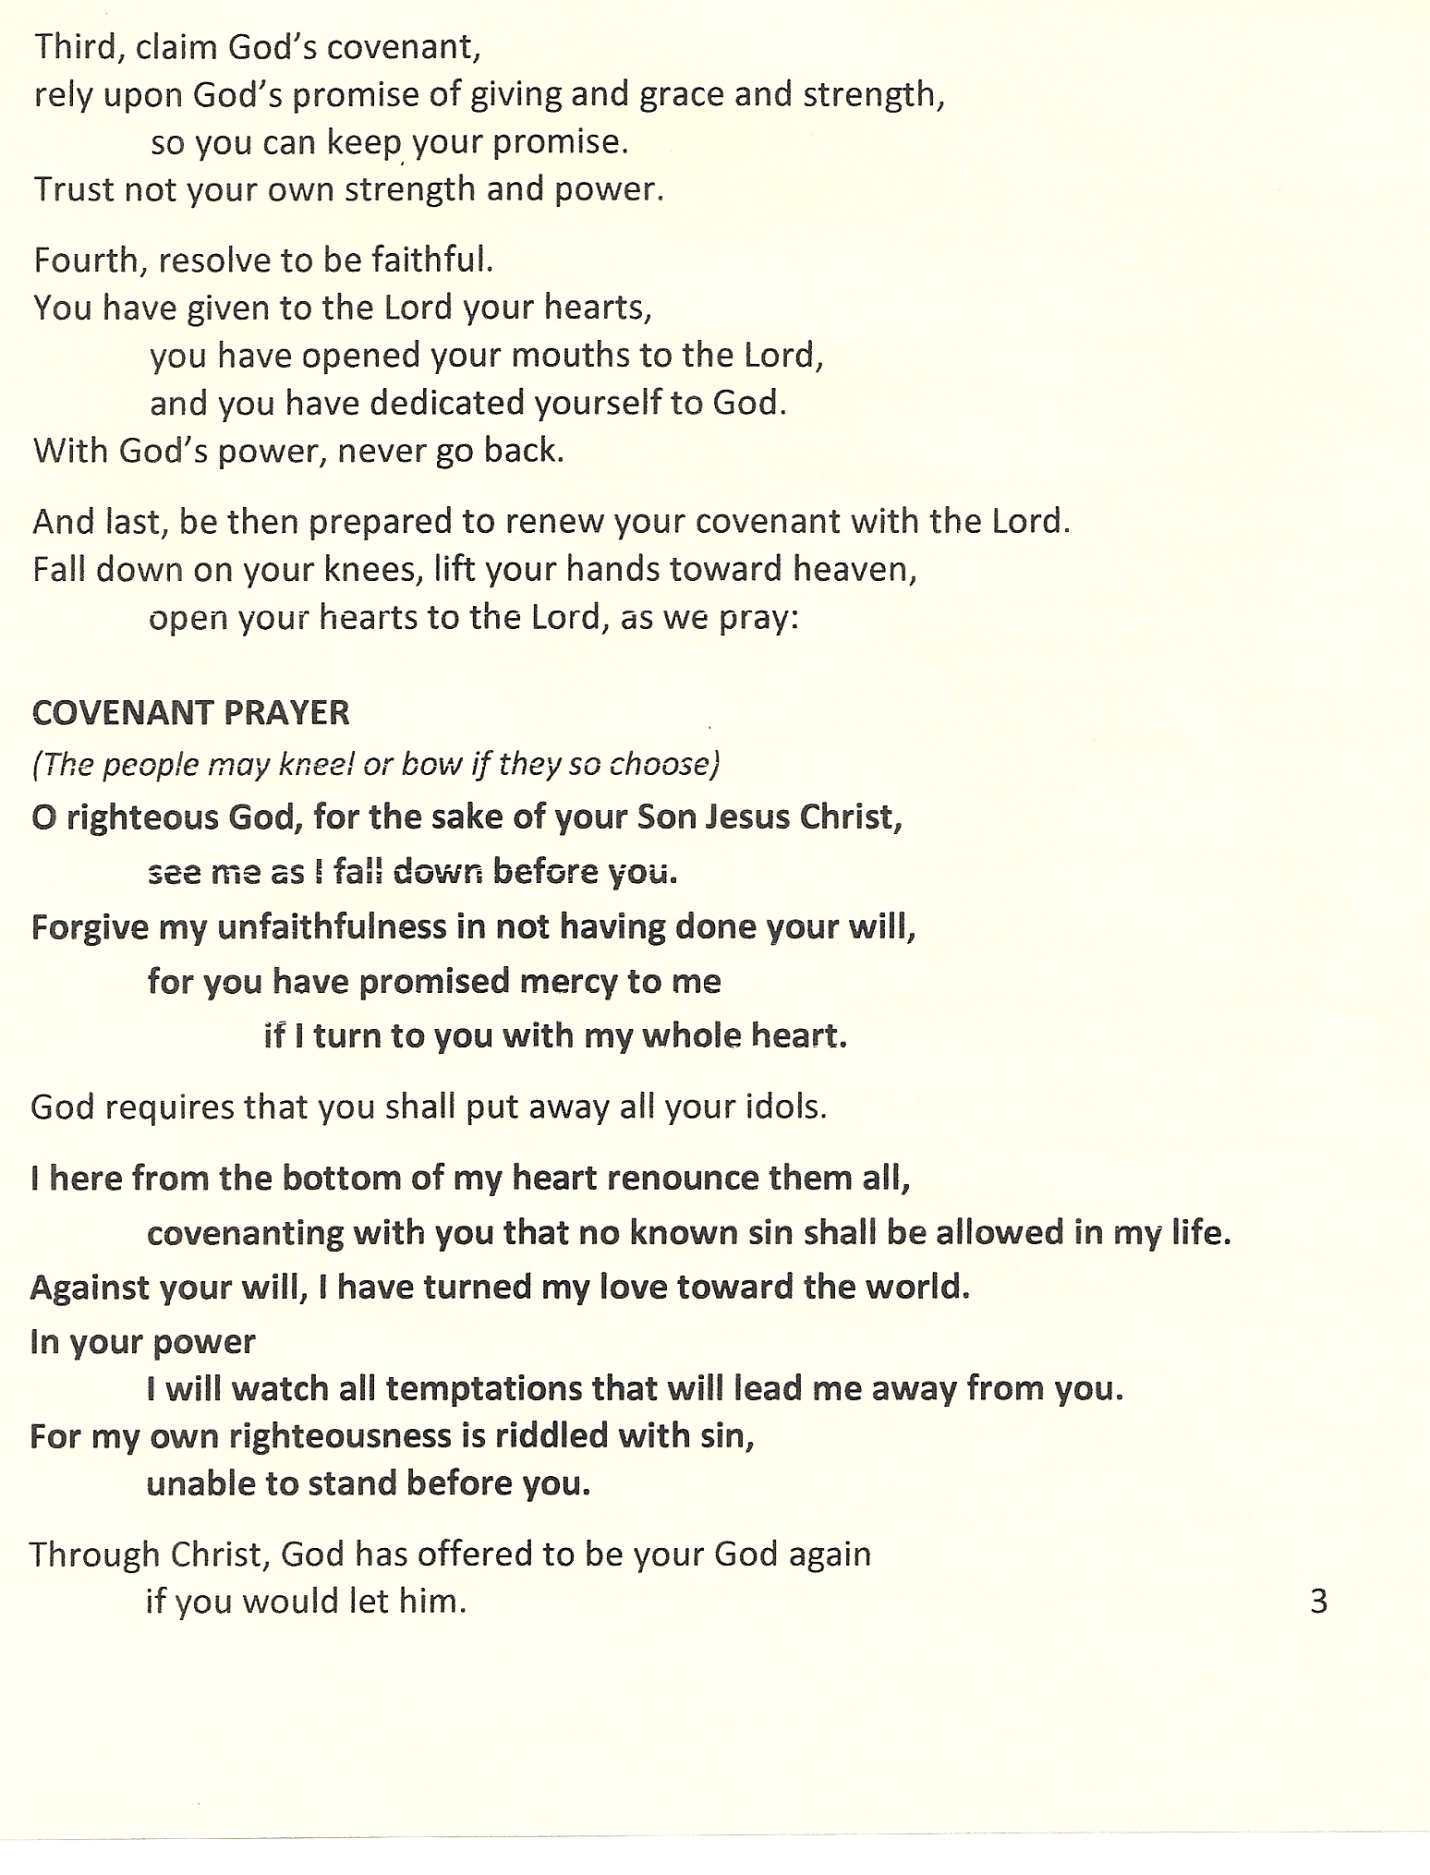 Third, claim God's covenant,
rely upon God's promise of giving and grace and strength,
so you can keep your promise.
Trust not your own strength and power.
Fourth, resolve to be faithful.
You have given to the Lord your hearts,
you have opened your mouths to the Lord,
and you have dedicated yourself to God.
With God's power, never go back.
And last, be then prepared to renew your covenant with the Lord.
Fall down on your knees, lift your hands toward heaven,
open your hearts to the Lord, as we pray:
COVENANT PRAYER
(The people may kneel or bow if they so choose)
O righteous God, for the sake of your Son Jesus Christ,
see me as I fall down before you.
Forgive my unfaithfulness in not having done your will,
for you have promised mercy to me
if I turn to you with my whole heart.
God requires that you shall put away all your idols.
I here from the bottom of my heart renounce them all,
covenanting with you that no known sin shall be allowed in my life.
Against your will, I have turned my love toward the world.
In your power
I will watch all temptations that will lead me away from you.
For my own righteousness is riddled with sin,
unable to stand before you.
Through Christ, God has offered to be your God again
if you would let him.
3